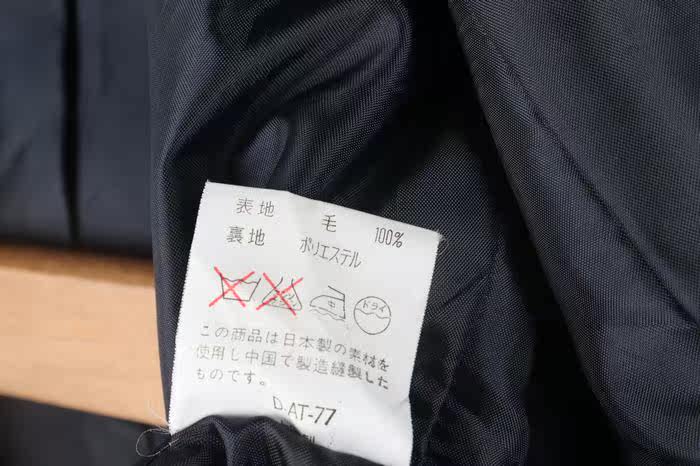 表地 毛 100%
裏地 ポリエステル
中 ドライ
この商品は日本製の素材を
使用し中国で製造縫製した
ものです。
D-AT-77